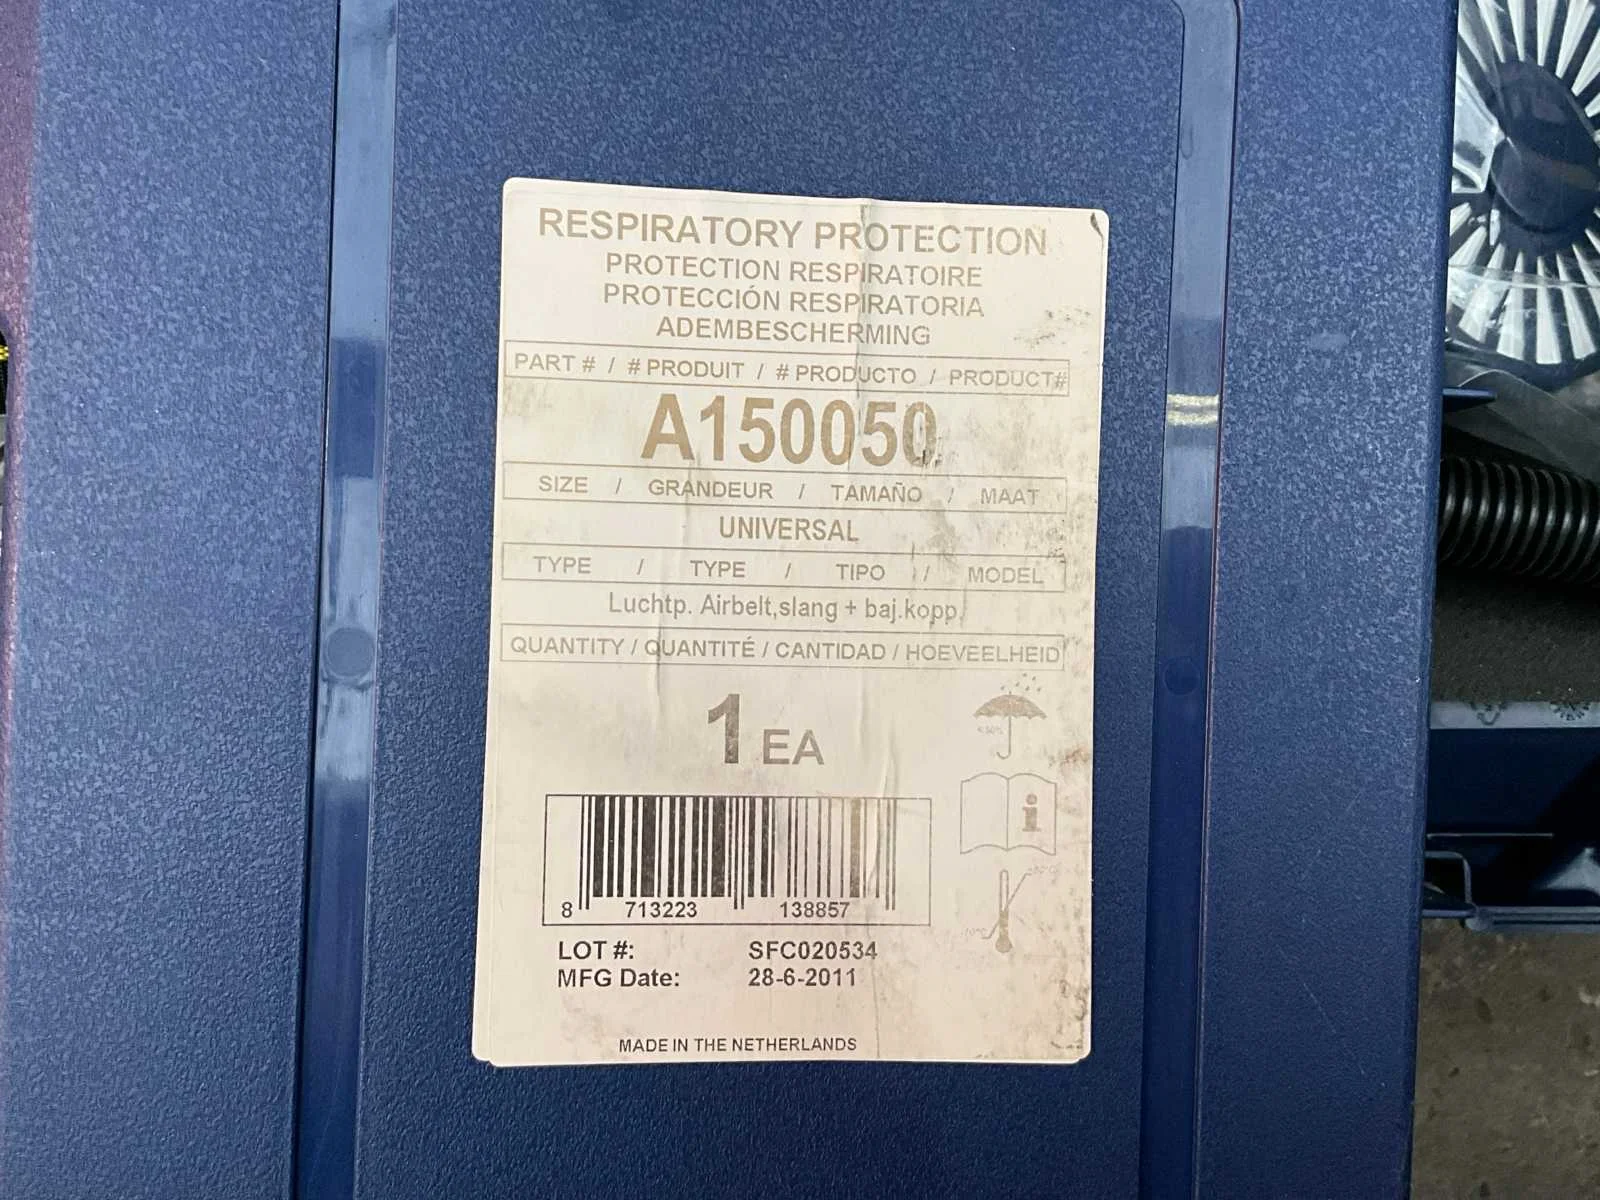 RESPIRATORY PROTECTION
PROTECTION RESPIRATOIRE
PROTECCIÓN RESPIRATORIA
ADEMBESCHERMING
PART # / # PRODUIT / # PRODUCTO / PRODUCT#
A150050
SIZE / GRANDEUR / TAMAÑO / MAAT
UNIVERSAL
TYPE / TYPE / TIPO / MODEL
Luchtp. Airbelt,slang + baj.kopp.
QUANTITY / QUANTITÉ / CANTIDAD / HOEVEELHEID
1 EA
i
8 713223 138857
LOT #: SFC020534
MFG Date: 28-6-2011
MADE IN THE NETHERLANDS